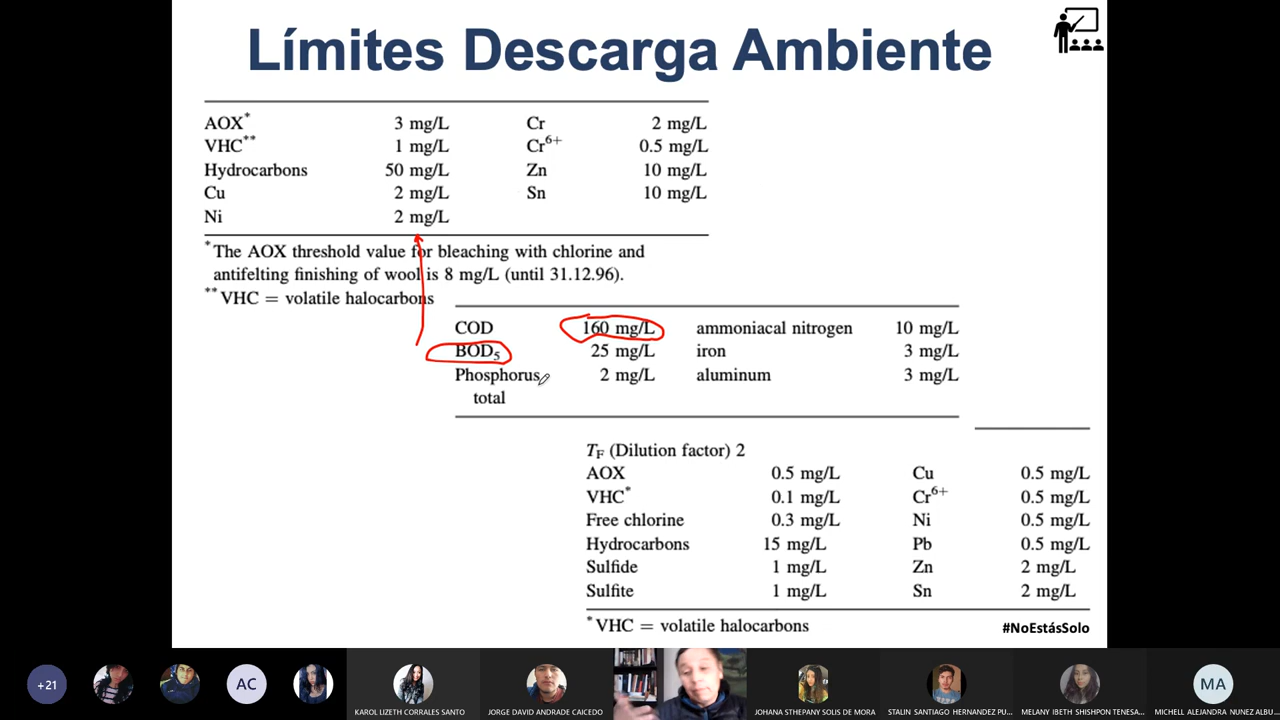 Límites Descarga Ambiente
AOX* 3 mg/L Cr 2 mg/L
VHC** 1 mg/L Cr6+ 0.5 mg/L
Hydrocarbons 50 mg/L Zn 10 mg/L
Cu 2 mg/L Sn 10 mg/L
Ni 2 mg/L
*The AOX threshold value for bleaching with chlorine and
antifelting finishing of wool is 8 mg/L (until 31.12.96).
**VHC = volatile halocarbons
COD 160 mg/L ammoniacal nitrogen 10 mg/L
BOD5 25 mg/L iron 3 mg/L
Phosphorus 2 mg/L aluminum 3 mg/L
total
TF (Dilution factor) 2
AOX 0.5 mg/L Cu 0.5 mg/L
VHC* 0.1 mg/L Cr6+ 0.5 mg/L
Free chlorine 0.3 mg/L Ni 0.5 mg/L
Hydrocarbons 15 mg/L Pb 0.5 mg/L
Sulfide 1 mg/L Zn 2 mg/L
Sulfite 1 mg/L Sn 2 mg/L
*VHC = volatile halocarbons
#NoEstásSolo
+21
AC
MA
KAROL LIZETH CORRALES SANTO
JORGE DAVID ANDRADE CAICEDO
JOHANA STHEPANY SOLIS DE MORA
STALIN SANTIAGO HERNANDEZ PU...
MELANY IBETH SHISHPON TENESA...
MICHELL ALEJANDRA NUNEZ ALBU